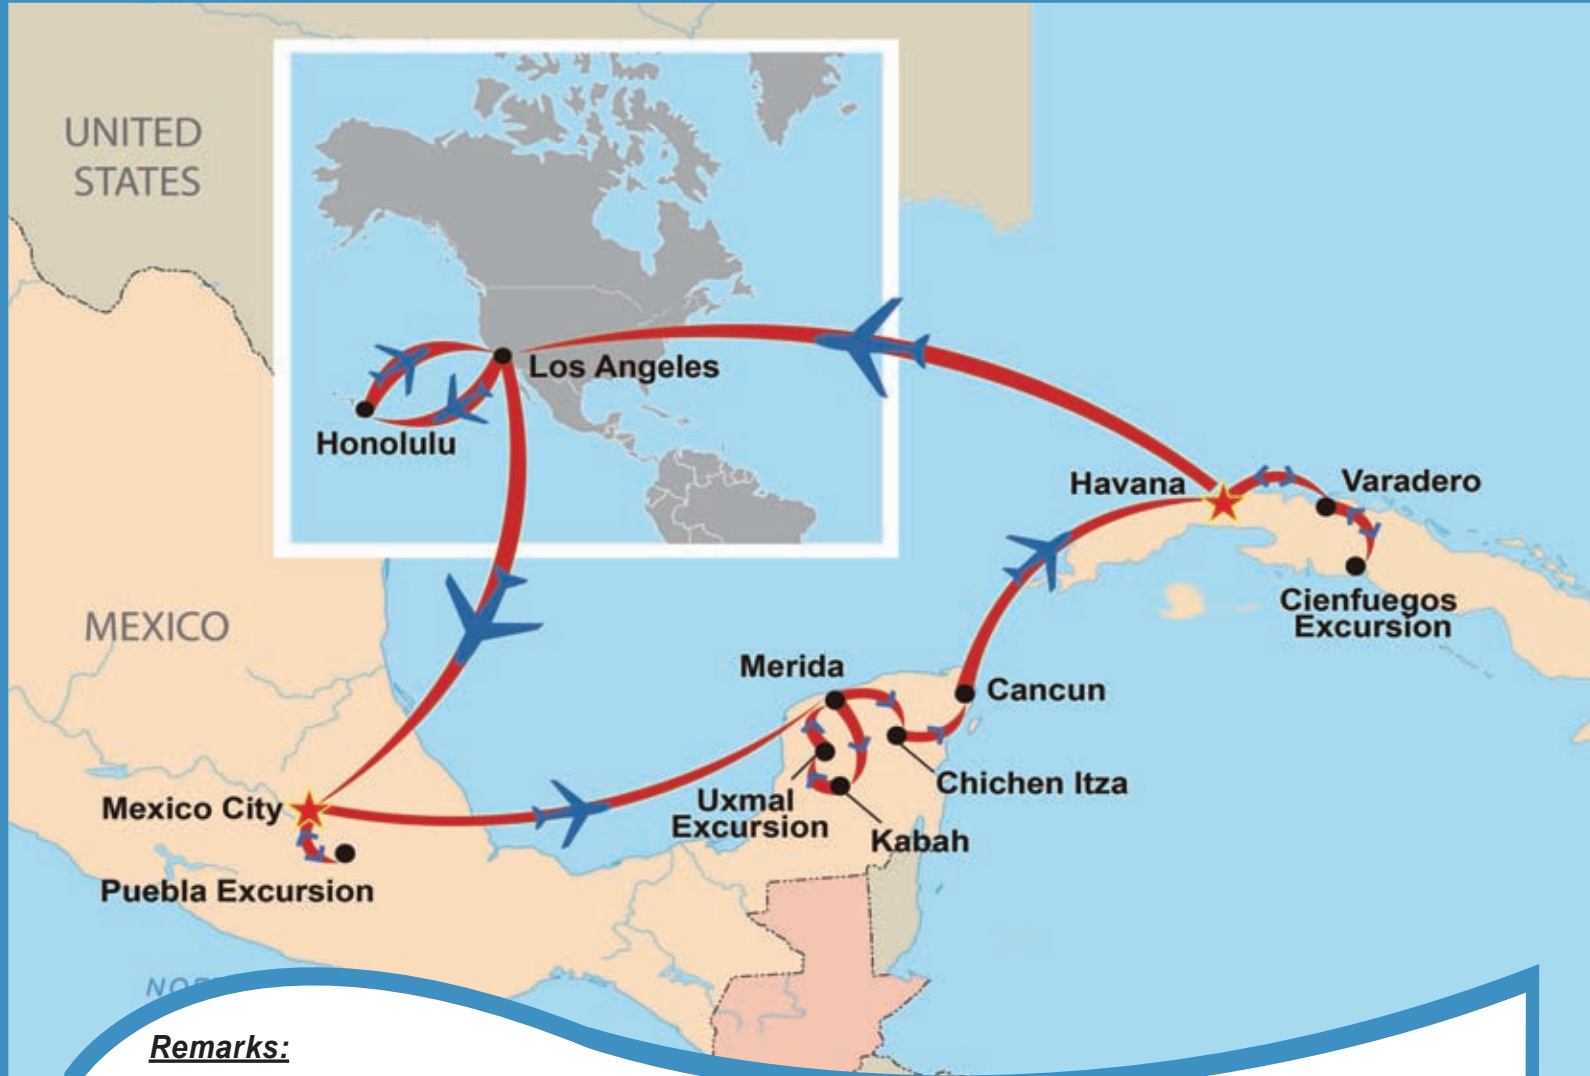 UNITED
STATES
Los Angeles
Honolulu
Havana
Varadero
Cienfuegos
Excursion
MEXICO
Merida
Cancun
Chichen Itza
Uxmal
Excursion
Kabah
Mexico City
Puebla Excursion
Remarks: